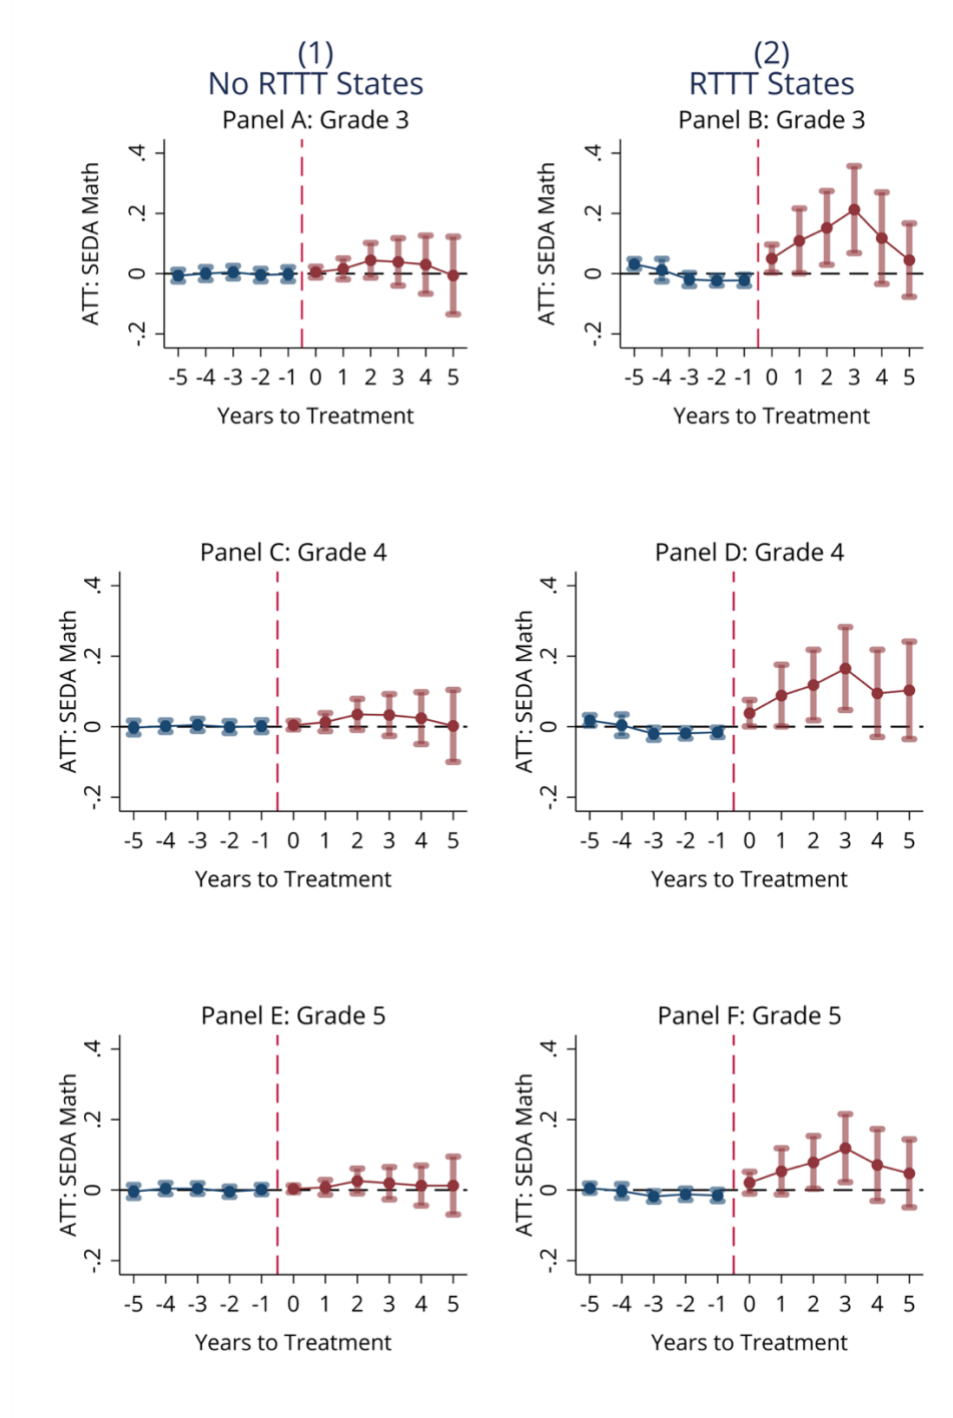 (1)
No RTTT States
(2)
RTTT States
Panel A: Grade 3
ATT: SEDA Math
.4
.2
0
-.2
-5 -4 -3 -2 -1 0 1 2 3 4 5
Years to Treatment
Panel B: Grade 3
ATT: SEDA Math
.4
.2
0
-.2
-5 -4 -3 -2 -1 0 1 2 3 4 5
Years to Treatment
Panel C: Grade 4
ATT: SEDA Math
.4
.2
0
-.2
-5 -4 -3 -2 -1 0 1 2 3 4 5
Years to Treatment
Panel D: Grade 4
ATT: SEDA Math
.4
.2
0
-.2
-5 -4 -3 -2 -1 0 1 2 3 4 5
Years to Treatment
Panel E: Grade 5
ATT: SEDA Math
.4
.2
0
-.2
-5 -4 -3 -2 -1 0 1 2 3 4 5
Years to Treatment
Panel F: Grade 5
ATT: SEDA Math
.4
.2
0
-.2
-5 -4 -3 -2 -1 0 1 2 3 4 5
Years to Treatment